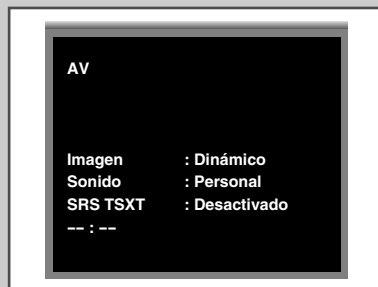 AV
Imagen : Dinámico
Sonido : Personal
SRS TSXT : Desactivado
-- : --